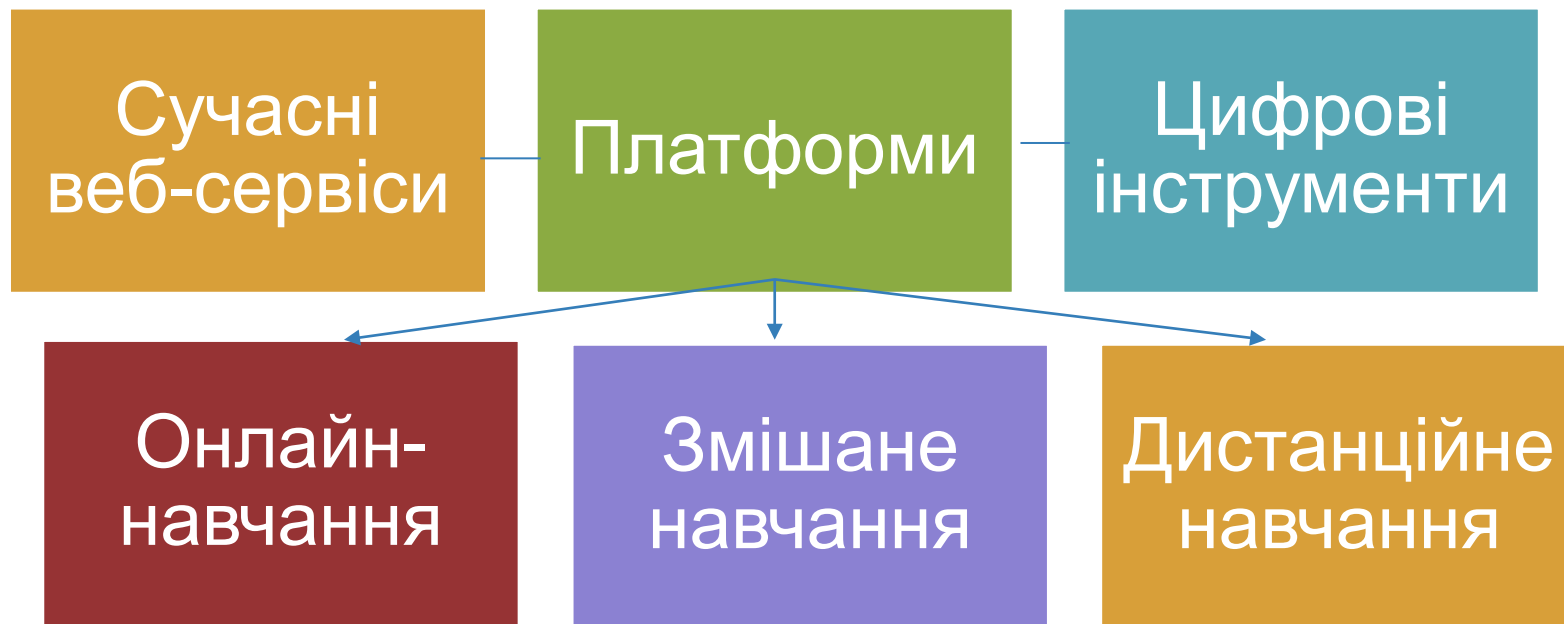 Сучасні
веб-сервіси
Платформи
Цифрові
інструменти
Онлайн-
навчання
Змішане
навчання
Дистанційне
навчання